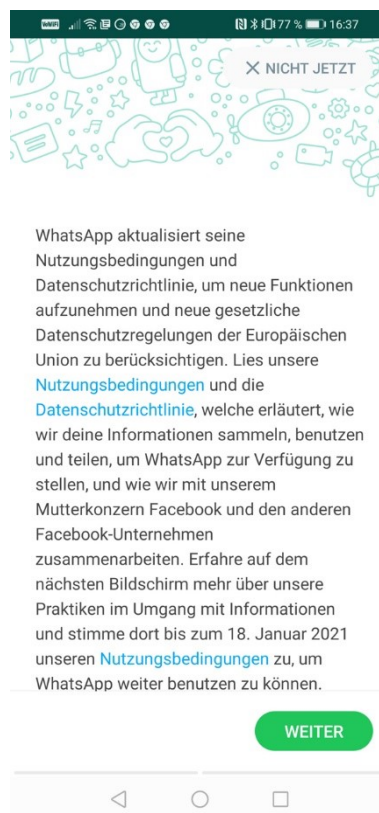 VoWiFi 77 % 16:37
NICHT JETZT
WhatsApp aktualisiert seine
Nutzungsbedingungen und
Datenschutzrichtlinie, um neue Funktionen
aufzunehmen und neue gesetzliche
Datenschutzregelungen der Europäischen
Union zu berücksichtigen. Lies unsere
Nutzungsbedingungen und die
Datenschutzrichtlinie, welche erläutert, wie
wir deine Informationen sammeln, benutzen
und teilen, um WhatsApp zur Verfügung zu
stellen, und wie wir mit unserem
Mutterkonzern Facebook und den anderen
Facebook-Unternehmen
zusammenarbeiten. Erfahre auf dem
nächsten Bildschirm mehr über unsere
Praktiken im Umgang mit Informationen
und stimme dort bis zum 18. Januar 2021
unseren Nutzungsbedingungen zu, um
WhatsApp weiter benutzen zu können.
WEITER